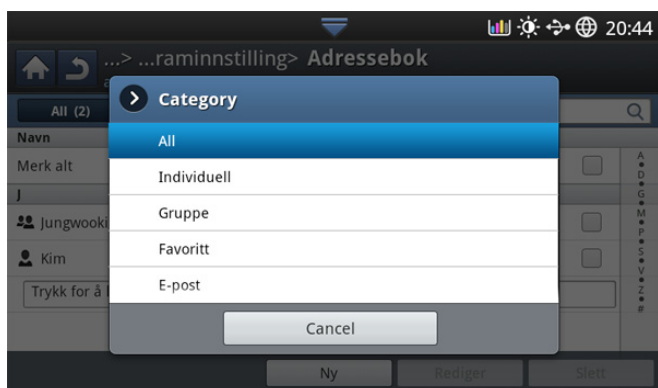 20:44
...> ...raminnstilling> Adressebok
All (2)
Category
Navn
All
Merk alt
Individuell
J
Gruppe
Jungwooki
Favoritt
Kim
E-post
Trykk for å
Cancel
Ny
Rediger
Slett
A
D
G
M
P
S
V
Z
#